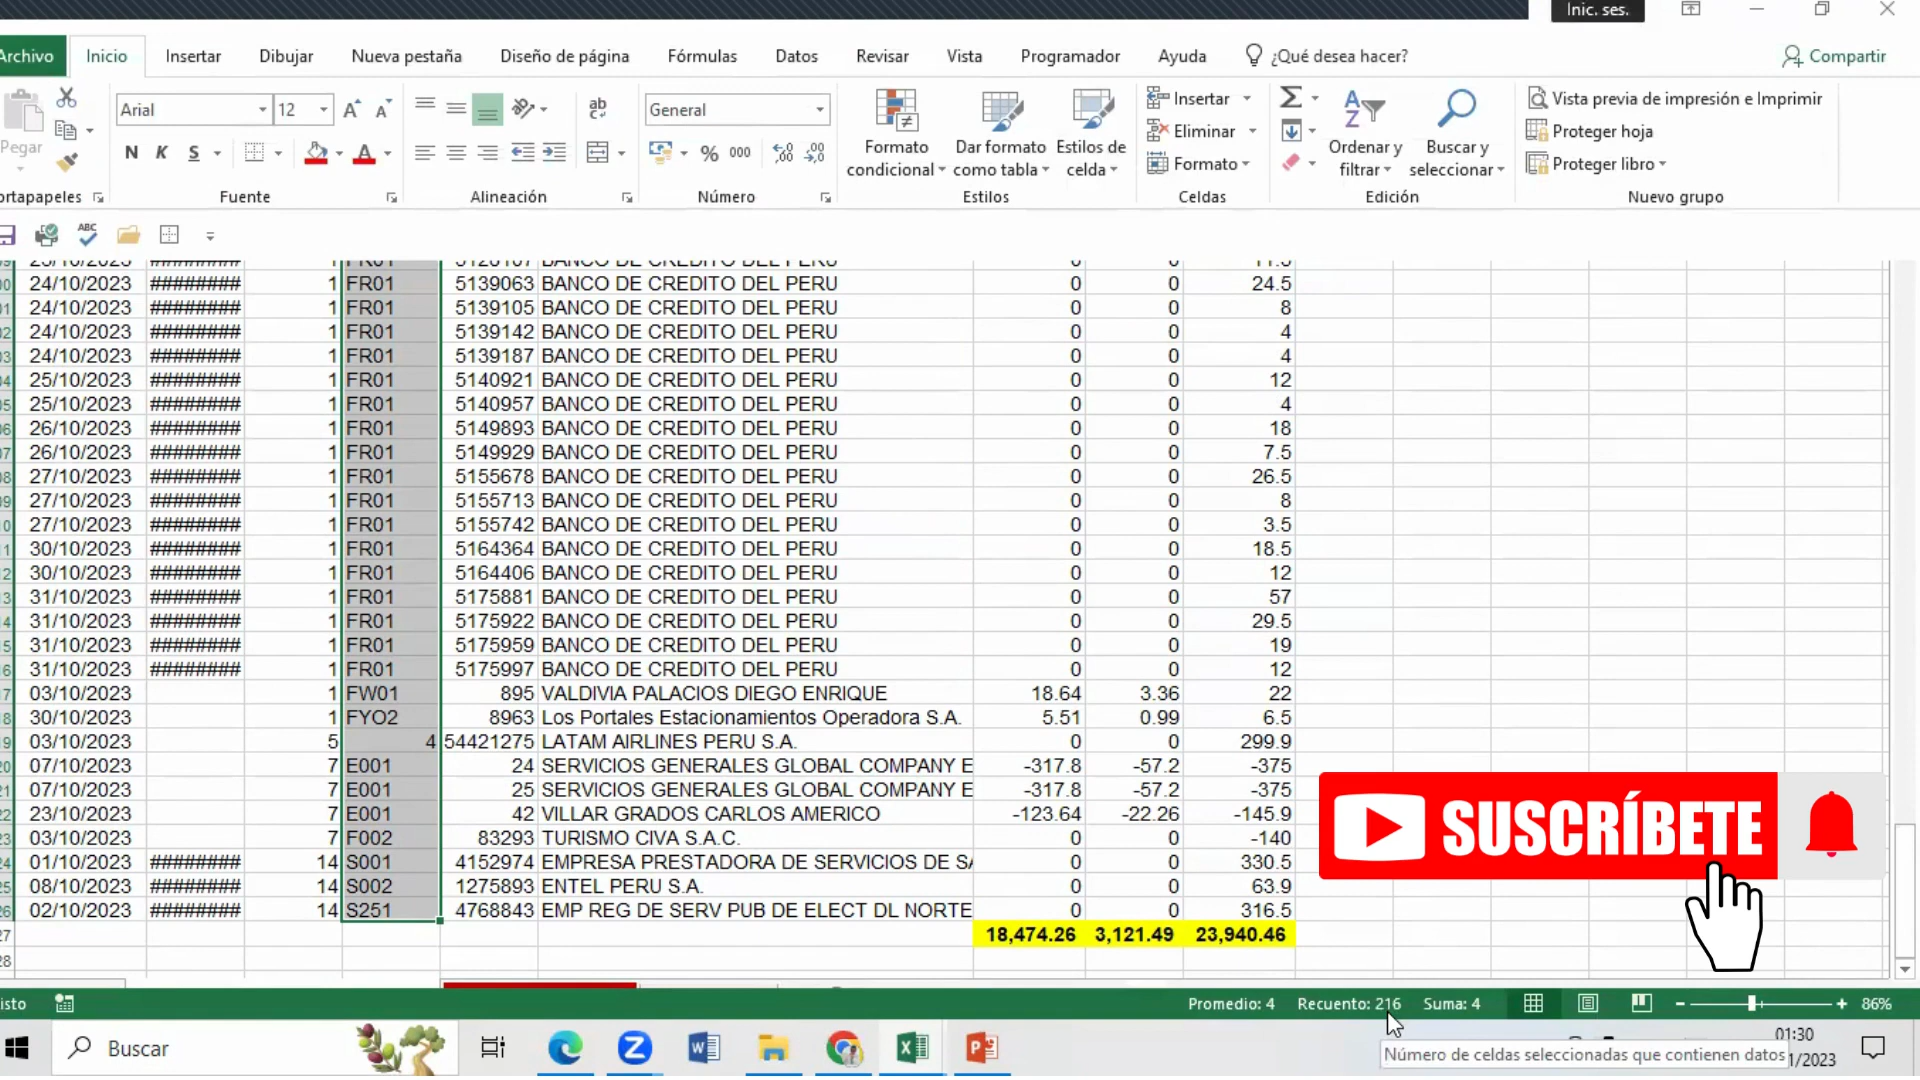 Inic. ses.
Archivo Inicio Insertar Dibujar Nueva pestaña Diseño de página Fórmulas Datos Revisar Vista Programador Ayuda ¿Qué desea hacer? Compartir
Arial 12 General
Pegar
N K S
% 000
Formato condicional
Dar formato como tabla
Estilos de celda
Insertar
Eliminar
Formato
Ordenar y filtrar
Buscar y seleccionar
Vista previa de impresión e Imprimir
Proteger hoja
Proteger libro
ortapapeles Fuente Alineación Número Estilos Celdas Edición Nuevo grupo
ABC
24/10/2023 ######## 1 FR01 5139063 BANCO DE CREDITO DEL PERU 0 0 24.5
24/10/2023 ######## 1 FR01 5139105 BANCO DE CREDITO DEL PERU 0 0 8
24/10/2023 ######## 1 FR01 5139142 BANCO DE CREDITO DEL PERU 0 0 4
24/10/2023 ######## 1 FR01 5139187 BANCO DE CREDITO DEL PERU 0 0 4
25/10/2023 ######## 1 FR01 5140921 BANCO DE CREDITO DEL PERU 0 0 12
25/10/2023 ######## 1 FR01 5140957 BANCO DE CREDITO DEL PERU 0 0 4
26/10/2023 ######## 1 FR01 5149893 BANCO DE CREDITO DEL PERU 0 0 18
26/10/2023 ######## 1 FR01 5149929 BANCO DE CREDITO DEL PERU 0 0 7.5
27/10/2023 ######## 1 FR01 5155678 BANCO DE CREDITO DEL PERU 0 0 26.5
27/10/2023 ######## 1 FR01 5155713 BANCO DE CREDITO DEL PERU 0 0 8
27/10/2023 ######## 1 FR01 5155742 BANCO DE CREDITO DEL PERU 0 0 3.5
30/10/2023 ######## 1 FR01 5164364 BANCO DE CREDITO DEL PERU 0 0 18.5
30/10/2023 ######## 1 FR01 5164406 BANCO DE CREDITO DEL PERU 0 0 12
31/10/2023 ######## 1 FR01 5175881 BANCO DE CREDITO DEL PERU 0 0 57
31/10/2023 ######## 1 FR01 5175922 BANCO DE CREDITO DEL PERU 0 0 29.5
31/10/2023 ######## 1 FR01 5175959 BANCO DE CREDITO DEL PERU 0 0 19
31/10/2023 ######## 1 FR01 5175997 BANCO DE CREDITO DEL PERU 0 0 12
03/10/2023 1 FW01 895 VALDIVIA PALACIOS DIEGO ENRIQUE 18.64 3.36 22
30/10/2023 1 FYO2 8963 Los Portales Estacionamientos Operadora S.A. 5.51 0.99 6.5
03/10/2023 5 4 54421275 LATAM AIRLINES PERU S.A. 0 0 299.9
07/10/2023 7 E001 24 SERVICIOS GENERALES GLOBAL COMPANY E -317.8 -57.2 -375
07/10/2023 7 E001 25 SERVICIOS GENERALES GLOBAL COMPANY E -317.8 -57.2 -375
23/10/2023 7 E001 42 VILLAR GRADOS CARLOS AMERICO -123.64 -22.26 -145.9
03/10/2023 7 F002 83293 TURISMO CIVA S.A.C. 0 0 -140
01/10/2023 ######## 14 S001 4152974 EMPRESA PRESTADORA DE SERVICIOS DE SA 0 0 330.5
08/10/2023 ######## 14 S002 1275893 ENTEL PERU S.A. 0 0 63.9
02/10/2023 ######## 14 S251 4768843 EMP REG DE SERV PUB DE ELECT DL NORTE 0 0 316.5
18,474.26 3,121.49 23,940.46
SUSCRÍBETE
isto Promedio: 4 Recuento: 216 Suma: 4 86%
Buscar
01:30
Número de celdas seleccionadas que contienen datos 1/2023